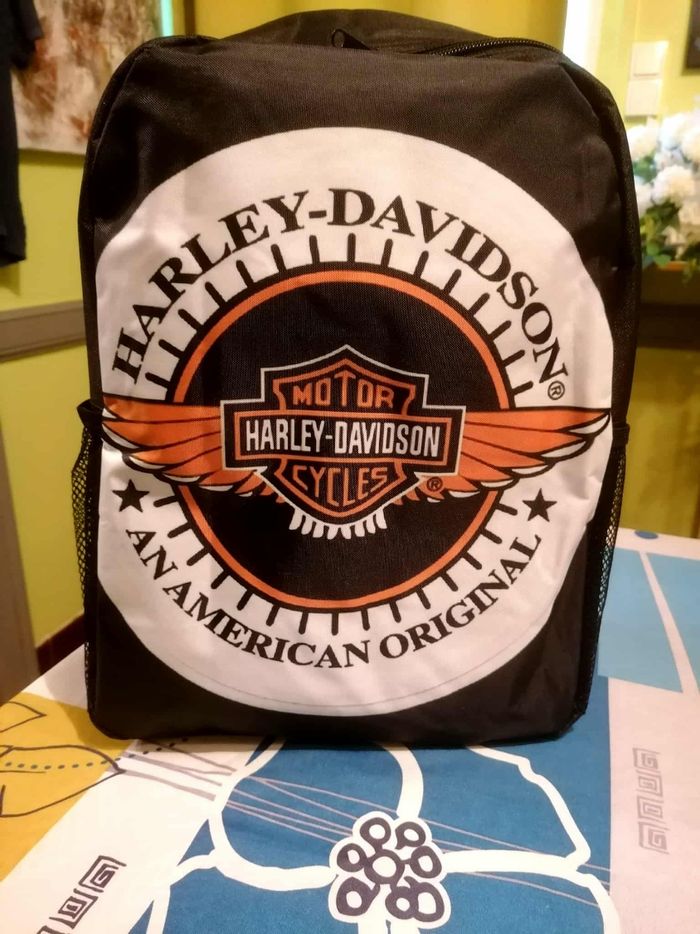 HARLEY-DAVIDSON®
MOTOR
HARLEY-DAVIDSON
CYCLES®
AN AMERICAN ORIGINAL